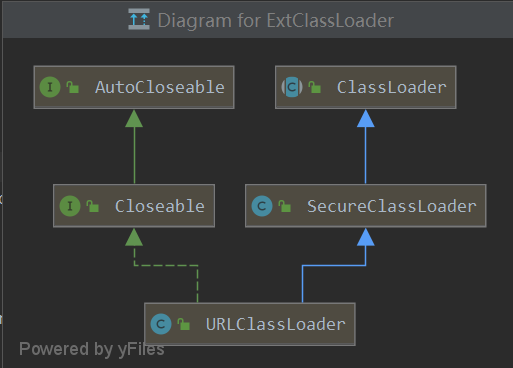 Diagram for ExtClassLoader
I AutoCloseable
C ClassLoader
I Closeable
C SecureClassLoader
C URLClassLoader
Powered by yFiles